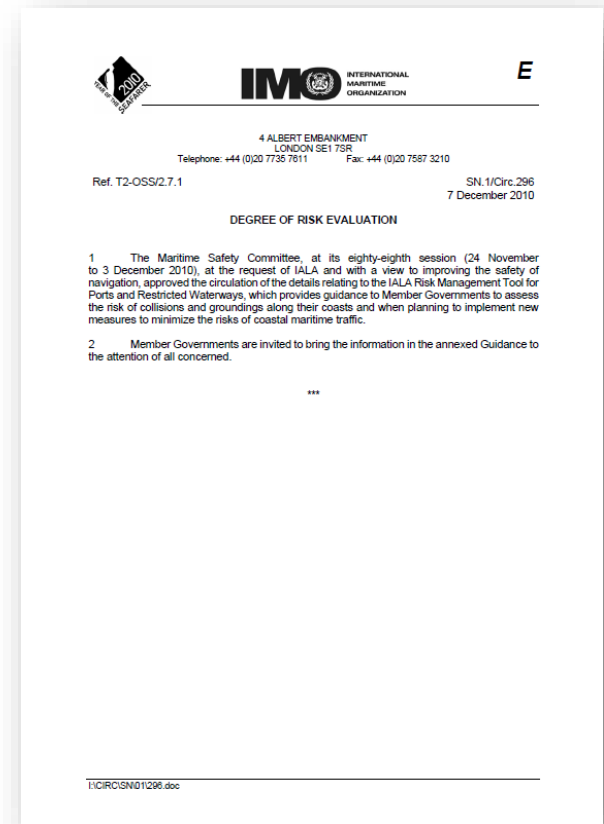 YEAR OF THE
2010
SEAFARER
IMO
INTERNATIONAL
MARITIME
ORGANIZATION
E
4 ALBERT EMBANKMENT
LONDON SE1 7SR
Telephone: +44 (0)20 7735 7611 Fax: +44 (0)20 7587 3210
Ref. T2-OSS/2.7.1 SN.1/Circ.296
7 December 2010
DEGREE OF RISK EVALUATION
1 The Maritime Safety Committee, at its eighty-eighth session (24 November
to 3 December 2010), at the request of IALA and with a view to improving the safety of
navigation, approved the circulation of the details relating to the IALA Risk Management Tool for
Ports and Restricted Waterways, which provides guidance to Member Governments to assess
the risk of collisions and groundings along their coasts and when planning to implement new
measures to minimize the risks of coastal maritime traffic.
2 Member Governments are invited to bring the information in the annexed Guidance to
the attention of all concerned.
***
I:\CIRC\SN\01\296.doc